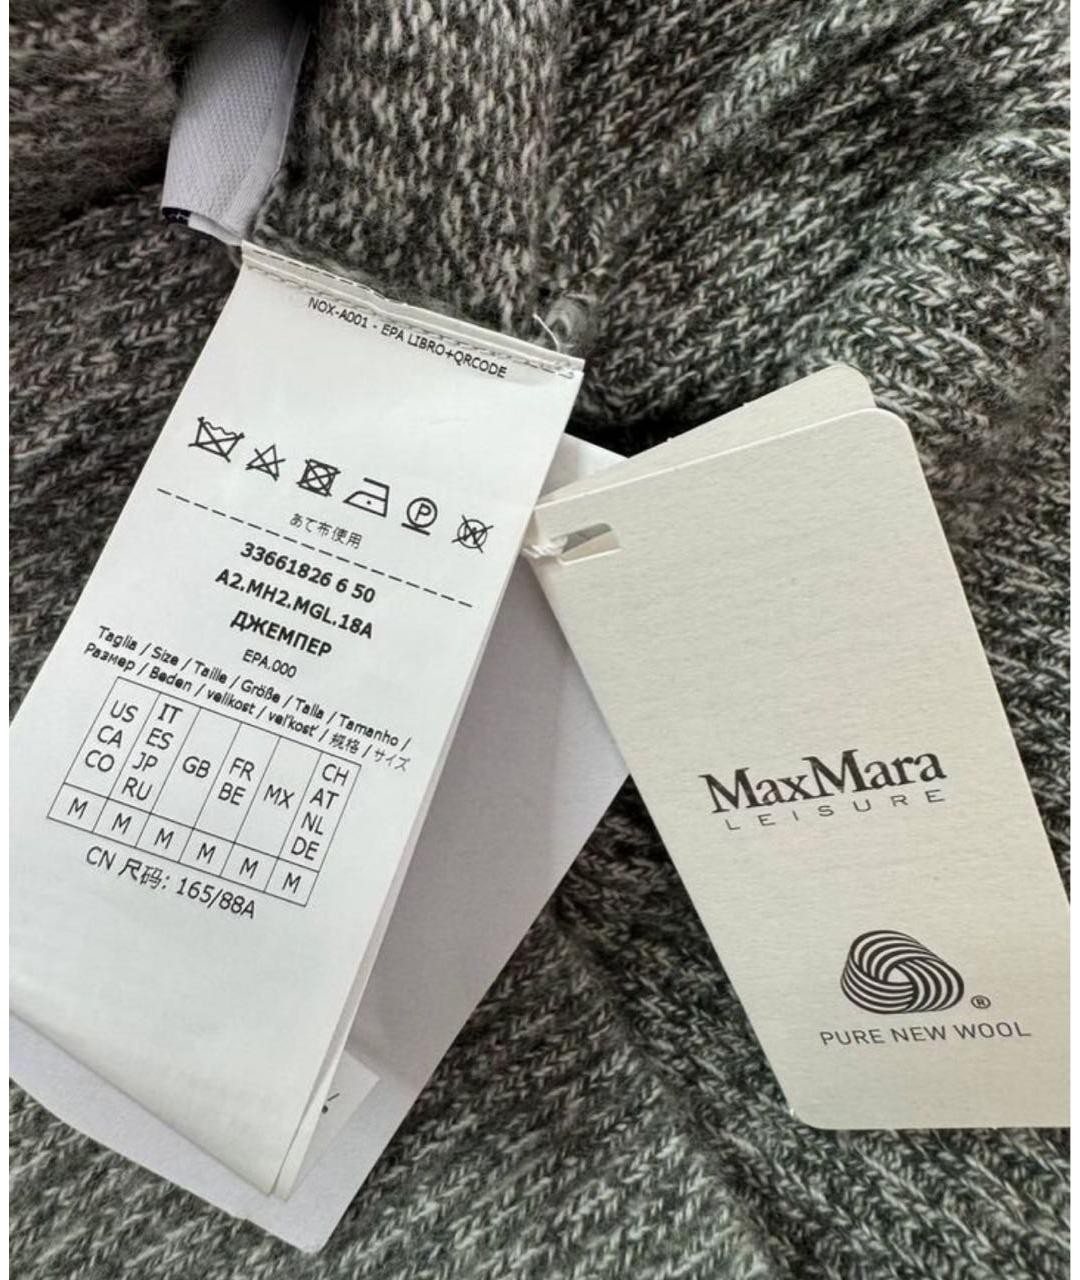 NOX-A001 - EPA LIBRO+QRCODE
あて布使用
33661826 6 50
A2.MH2.MGL.18A
ДЖЕМПЕР
EPA.000
Taglia / Size / Taille / Größe / Talla / Tamanho /
Размер / Beden / velikost / veľkosť / 规格 / サイズ
US CA CO
IT ES JP RU
GB
FR BE
MX
CH AT NL DE
M M M M M M
CN 尺码: 165/88A
MaxMara
LEISURE
®
PURE NEW WOOL